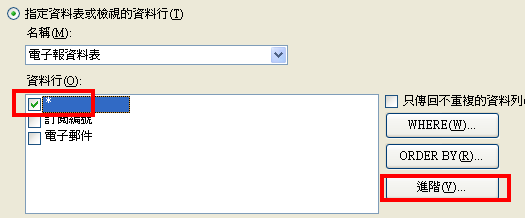 指定資料表或檢視的資料行(T)
名稱(M):
電子報資料表
資料行(O):
*
訂閱編號
電子郵件
只傳回不重複的資料列
WHERE(W)...
ORDER BY(R)...
進階(V)...